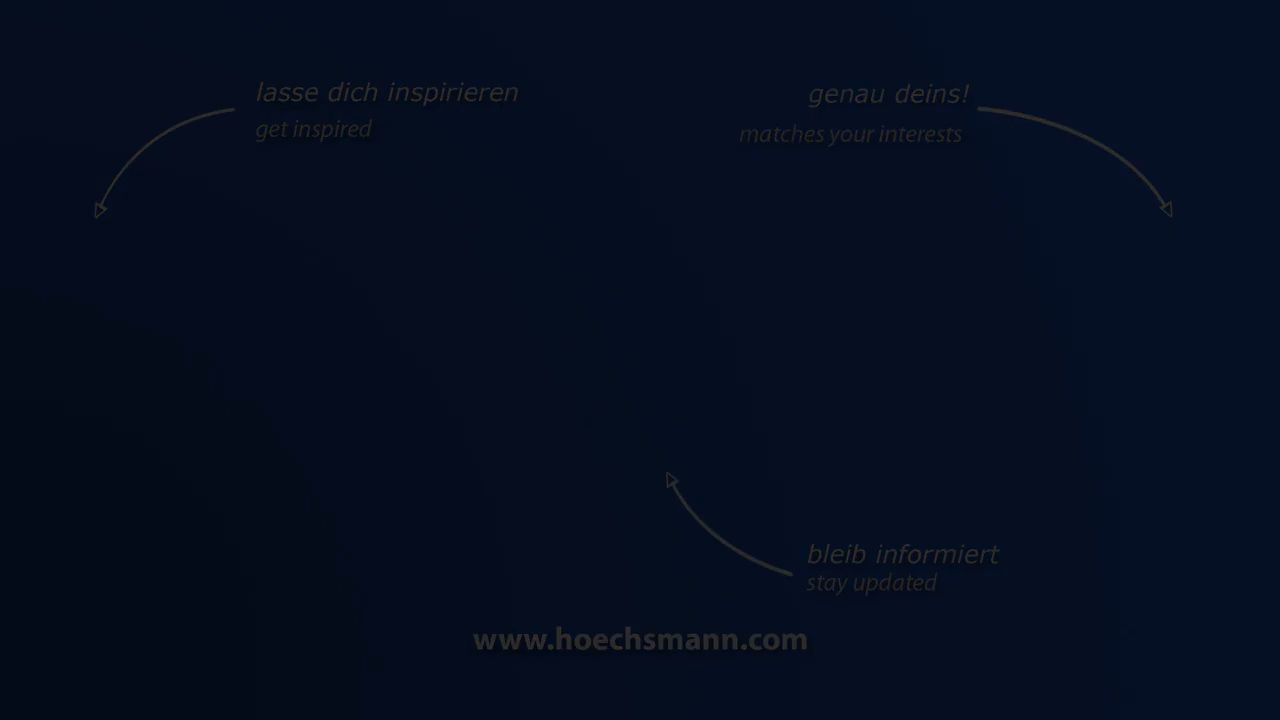 lasse dich inspirieren
get inspired
genau deins!
matches your interests
bleib informiert
stay updated
www.hoechsmann.com